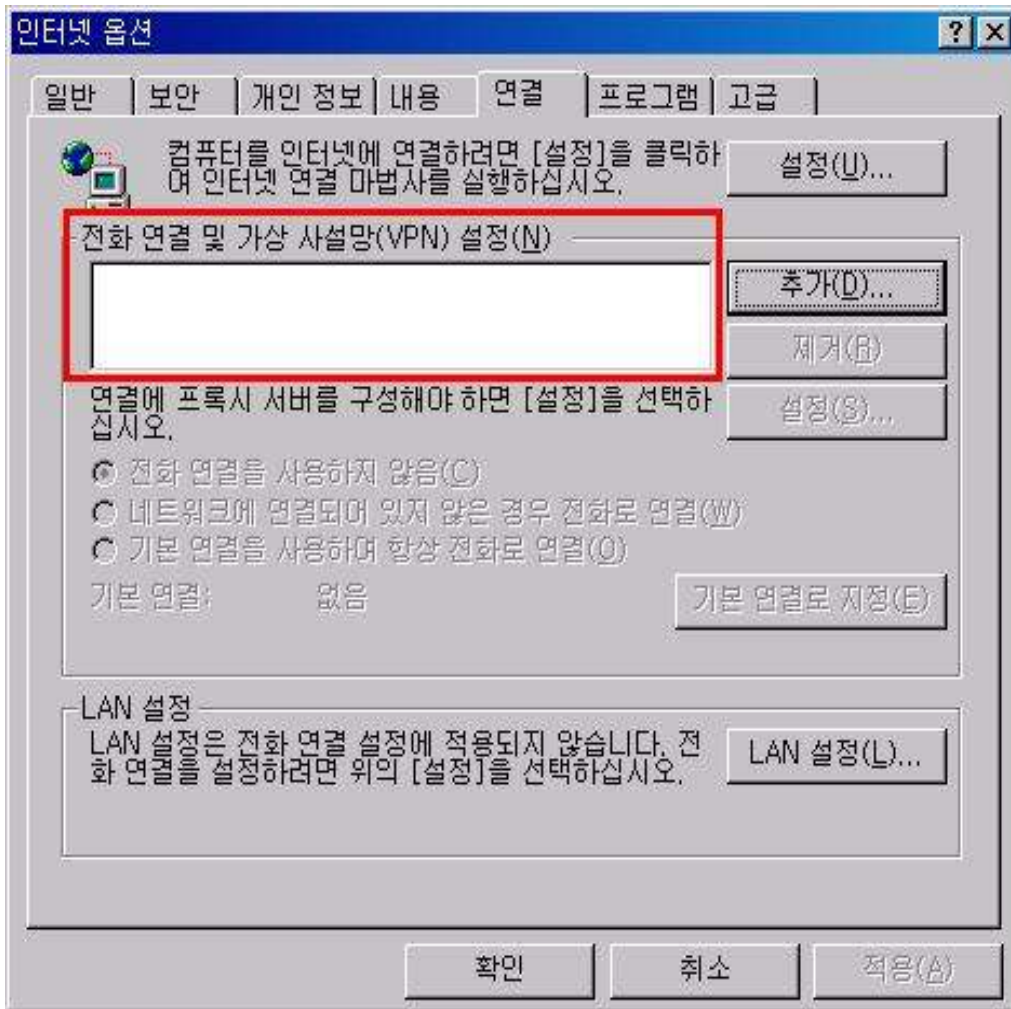 인터넷 옵션
일반 보안 개인 정보 내용 연결 프로그램 고급
컴퓨터를 인터넷에 연결하려면 [설정]을 클릭하
여 인터넷 연결 마법사를 실행하십시오.
설정(U)...
전화 연결 및 가상 사설망(VPN) 설정(N)
추가(D)...
제거(R)
연결에 프록시 서버를 구성해야 하면 [설정]을 선택하
십시오.
설정(S)...
전화 연결을 사용하지 않음(C)
네트워크에 연결되어 있지 않은 경우 전화로 연결(W)
기본 연결을 사용하여 항상 전화로 연결(O)
기본 연결: 없음
기본 연결로 지정(E)
LAN 설정
LAN 설정은 전화 연결 설정에 적용되지 않습니다. 전
화 연결을 설정하려면 위의 [설정]을 선택하십시오.
LAN 설정(L)...
확인 취소 적용(A)